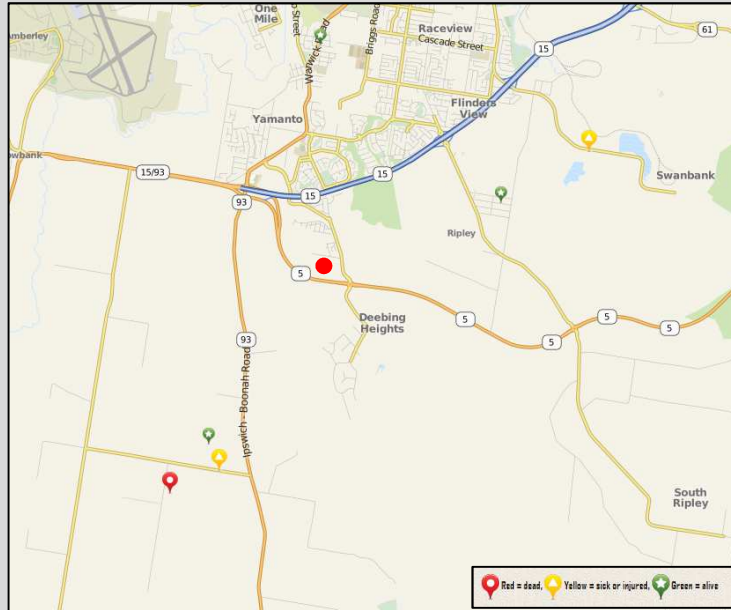 Amberley
One
Mile
Street
Warwick Road
Briggs Road
Raceview
Cascade Street
15
61
Yamanto
Flinders
View
15
15/93
15
Swanbank
93
Ripley
5
5
5
5
5
Deebing
Heights
93
Ipswich - Boonah Road
South
Ripley
Red = dead, Yellow = sick or injured, Green = alive